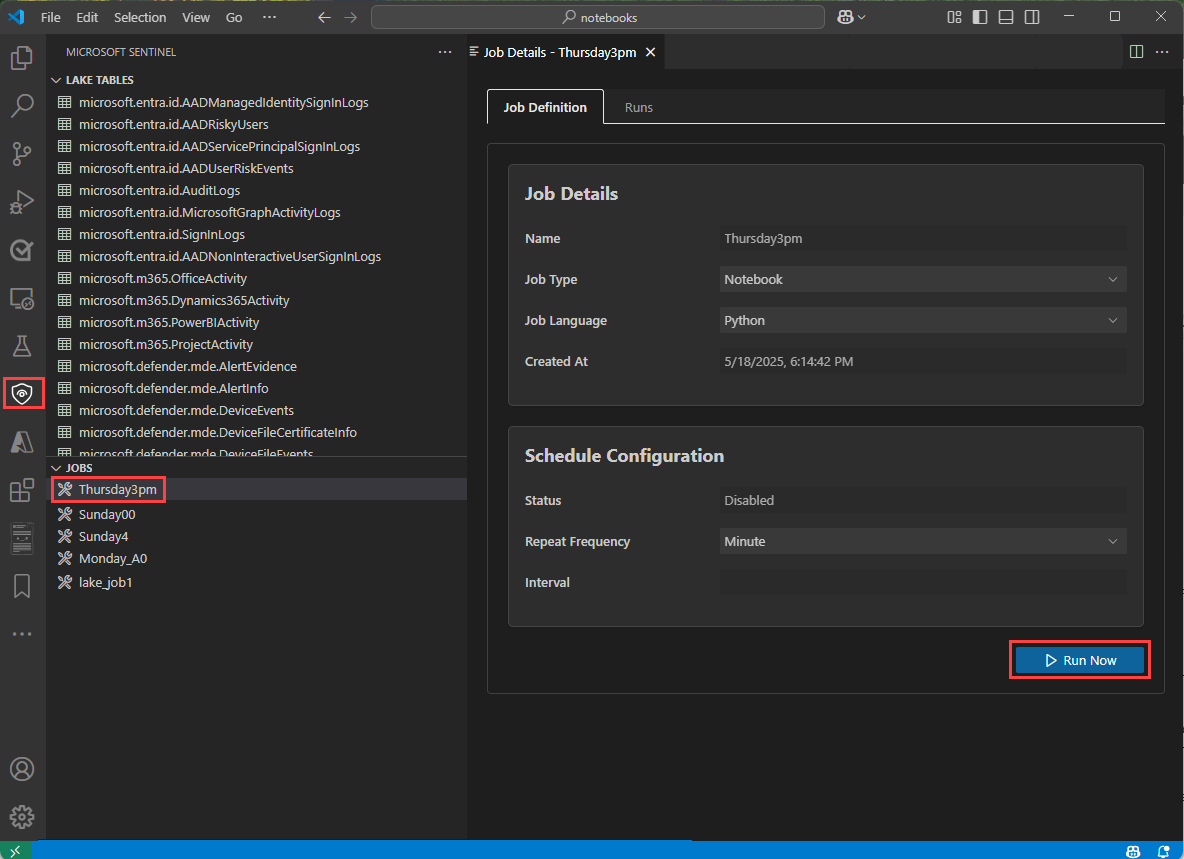 File Edit Selection View Go ··· notebooks
MICROSOFT SENTINEL ···
LAKE TABLES
microsoft.entra.id.AADManagedIdentitySignInLogs
microsoft.entra.id.AADRiskyUsers
microsoft.entra.id.AADServicePrincipalSignInLogs
microsoft.entra.id.AADUserRiskEvents
microsoft.entra.id.AuditLogs
microsoft.entra.id.MicrosoftGraphActivityLogs
microsoft.entra.id.SignInLogs
microsoft.entra.id.AADNonInteractiveUserSignInLogs
microsoft.m365.OfficeActivity
microsoft.m365.Dynamics365Activity
microsoft.m365.PowerBIActivity
microsoft.m365.ProjectActivity
microsoft.defender.mde.AlertEvidence
microsoft.defender.mde.AlertInfo
microsoft.defender.mde.DeviceEvents
microsoft.defender.mde.DeviceFileCertificateInfo
microsoft.defender.mde.DeviceFileEvents
JOBS
Thursday3pm
Sunday00
Sunday4
Monday_A0
lake_job1
Job Details - Thursday3pm
Job Definition Runs
Job Details
Name Thursday3pm
Job Type Notebook
Job Language Python
Created At 5/18/2025, 6:14:42 PM
Schedule Configuration
Status Disabled
Repeat Frequency Minute
Interval
Run Now